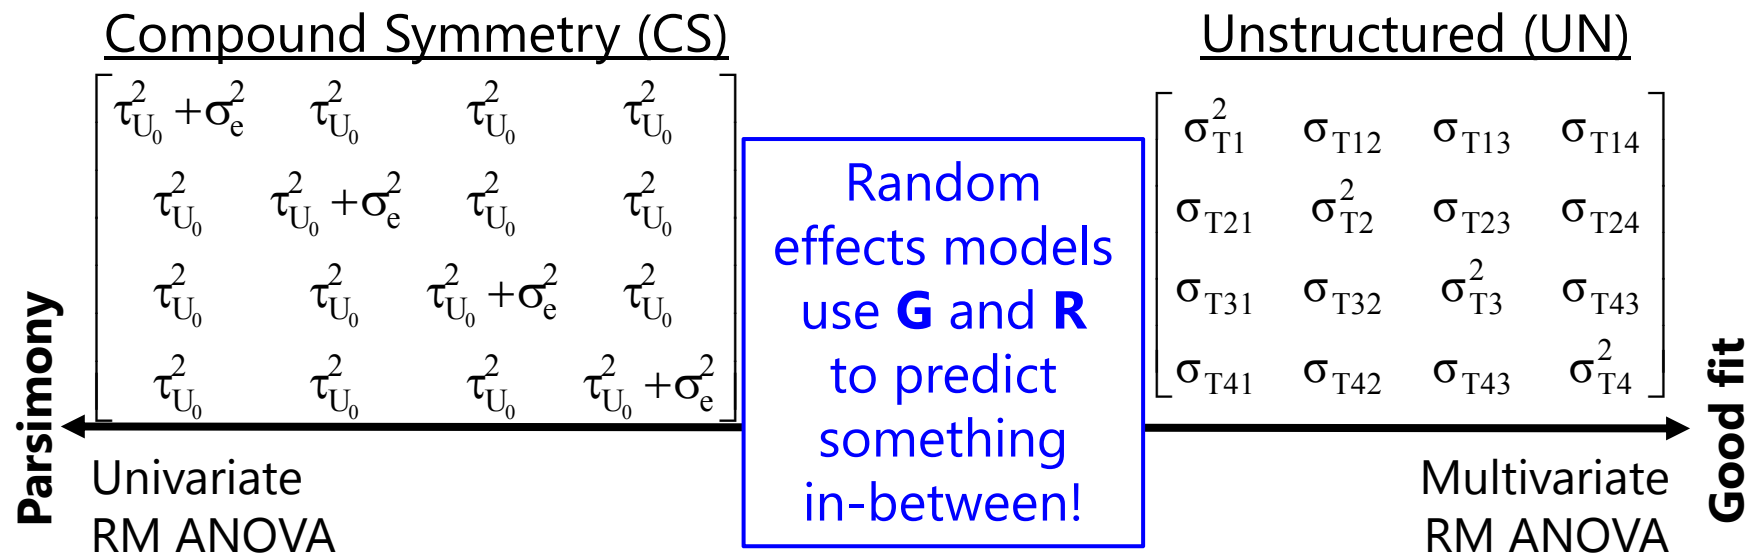 Compound Symmetry (CS)
τ²U₀ + σ²e τ²U₀ τ²U₀ τ²U₀
τ²U₀ τ²U₀ + σ²e τ²U₀ τ²U₀
τ²U₀ τ²U₀ τ²U₀ + σ²e τ²U₀
τ²U₀ τ²U₀ τ²U₀ τ²U₀ + σ²e
Parsimony
Univariate
RM ANOVA
Random
effects models
use G and R
to predict
something
in-between!
Unstructured (UN)
σ²T1 σT12 σT13 σT14
σT21 σ²T2 σT23 σT24
σT31 σT32 σ²T3 σT43
σT41 σT42 σT43 σ²T4
Good fit
Multivariate
RM ANOVA